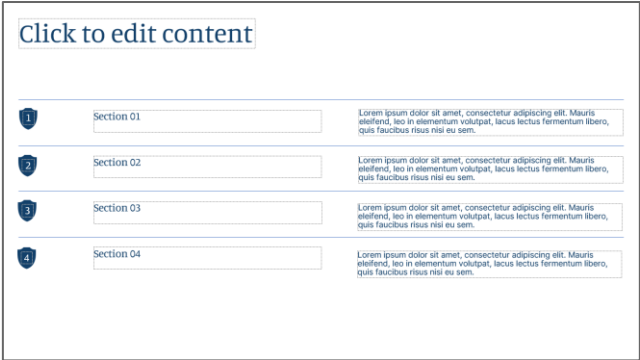 Click to edit content
1
Section 01
Lorem ipsum dolor sit amet, consectetur adipiscing elit. Mauris
eleifend, leo in elementum volutpat, lacus lectus fermentum libero,
quis faucibus risus nisi eu sem.
2
Section 02
Lorem ipsum dolor sit amet, consectetur adipiscing elit. Mauris
eleifend, leo in elementum volutpat, lacus lectus fermentum libero,
quis faucibus risus nisi eu sem.
3
Section 03
Lorem ipsum dolor sit amet, consectetur adipiscing elit. Mauris
eleifend, leo in elementum volutpat, lacus lectus fermentum libero,
quis faucibus risus nisi eu sem.
4
Section 04
Lorem ipsum dolor sit amet, consectetur adipiscing elit. Mauris
eleifend, leo in elementum volutpat, lacus lectus fermentum libero,
quis faucibus risus nisi eu sem.